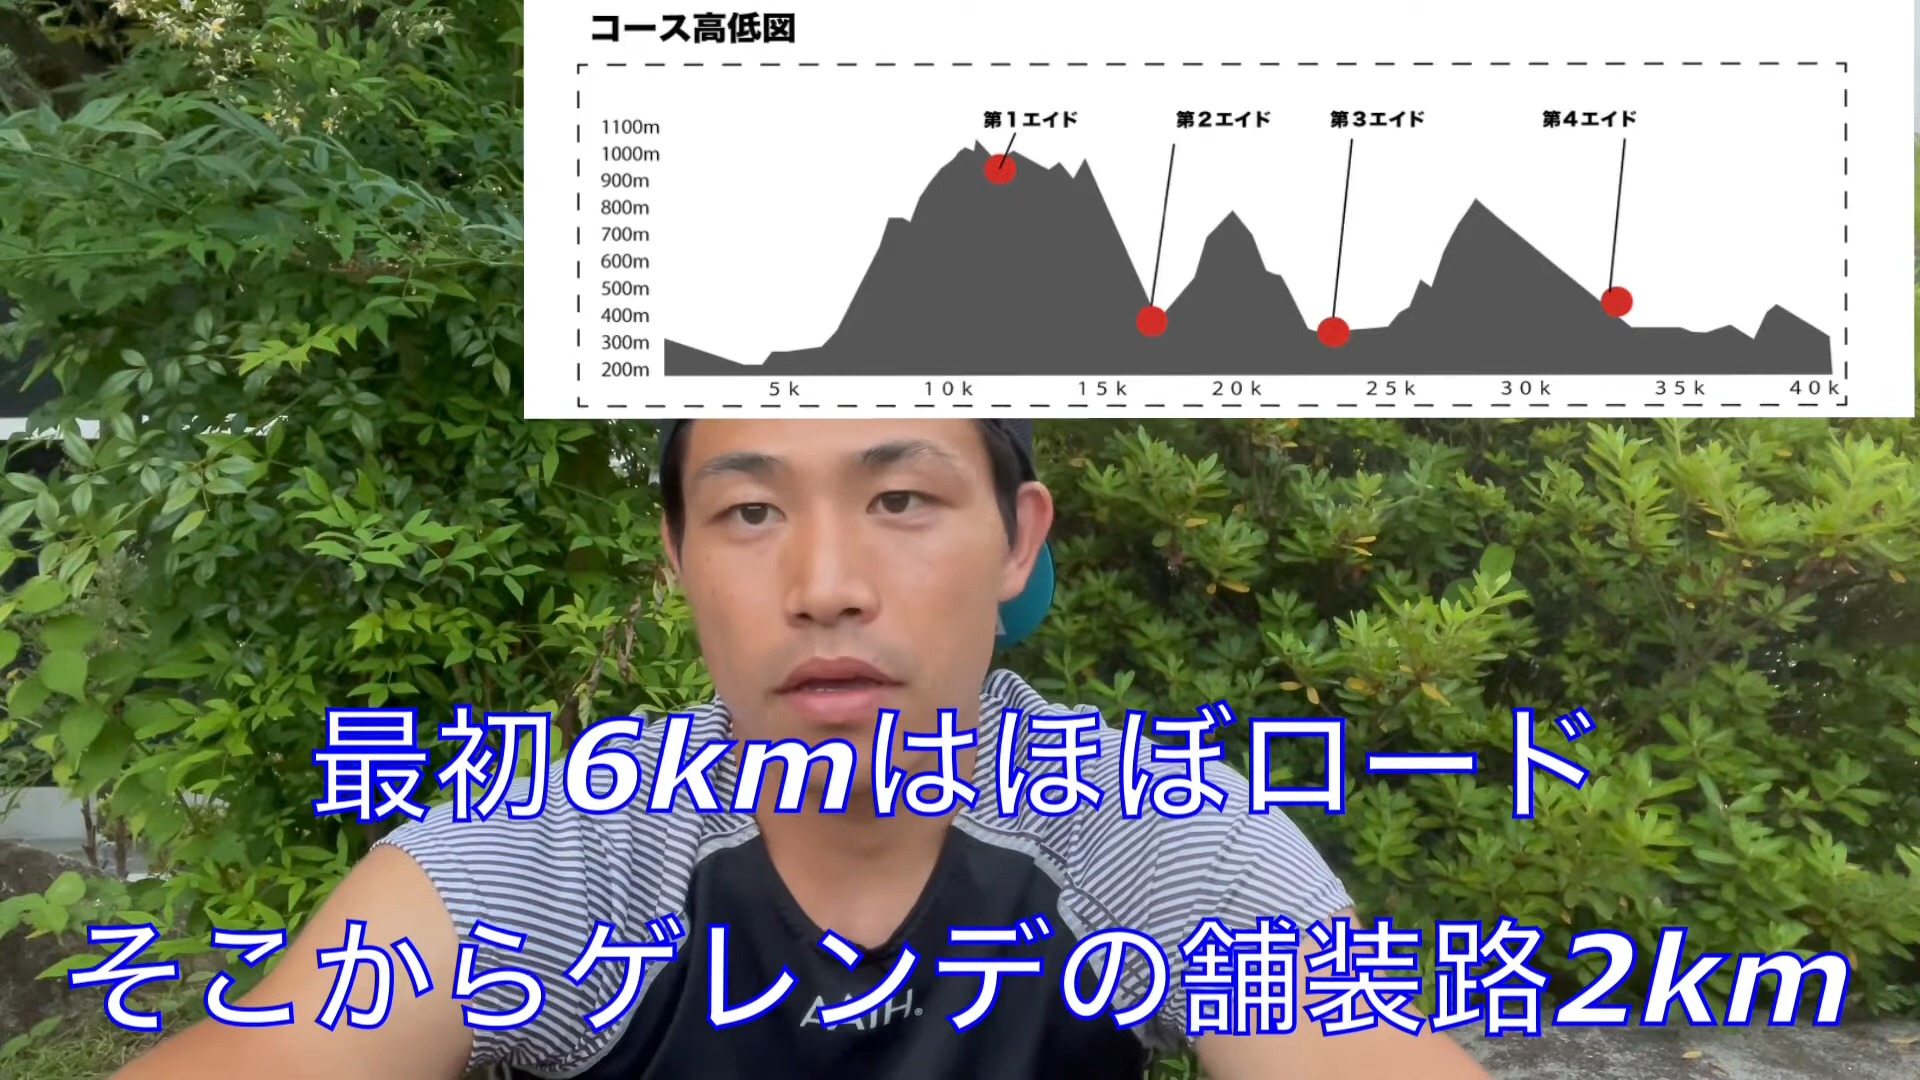 コース高低図
第1エイド 第2エイド 第3エイド 第4エイド
1100m
1000m
900m
800m
700m
600m
500m
400m
300m
200m
5k 10k 15k 20k 25k 30k 35k 40k
最初6kmはほぼロード
そこからゲレンデの舗装路2km
AATH®